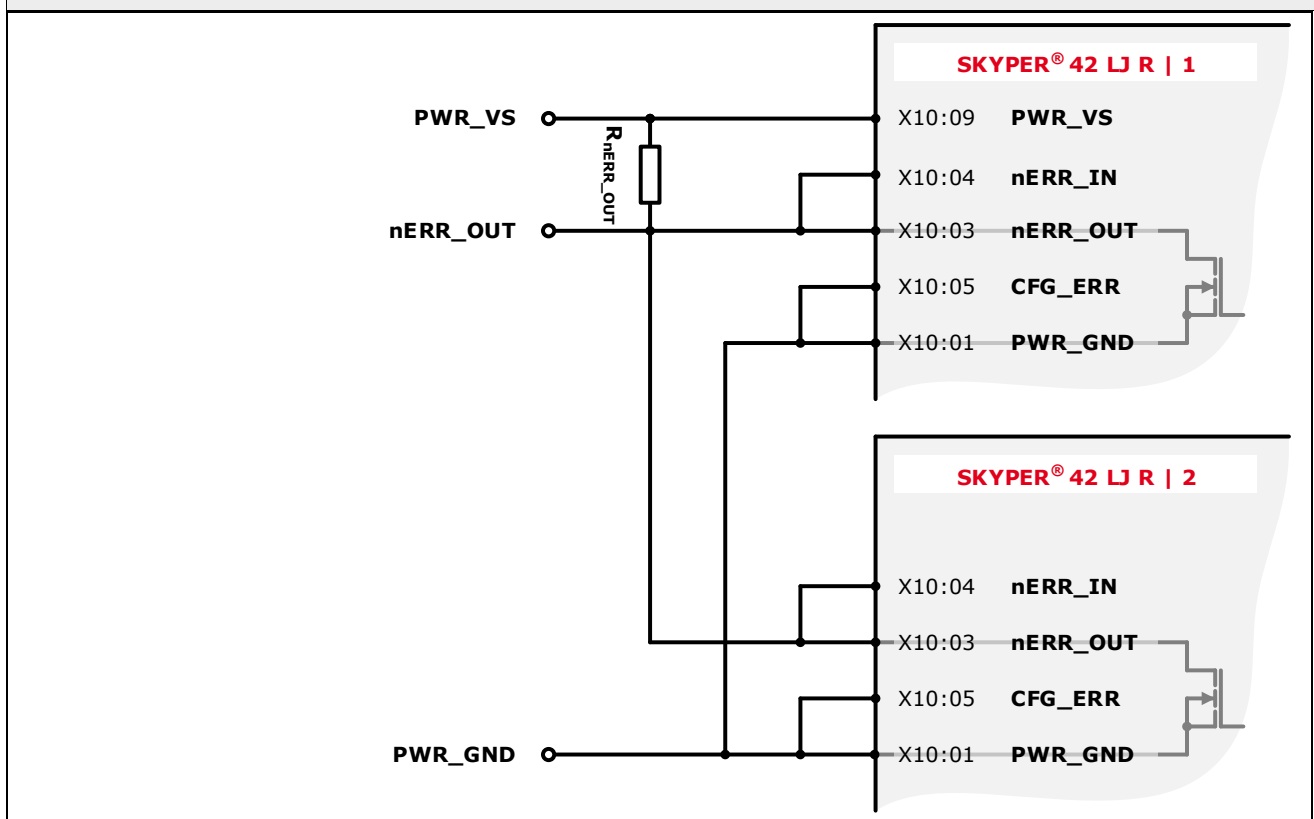 SKYPER® 42 LJ R | 1
PWR_VS
X10:09 PWR_VS
RnERR_OUT
X10:04 nERR_IN
nERR_OUT
X10:03 nERR_OUT
X10:05 CFG_ERR
X10:01 PWR_GND
SKYPER® 42 LJ R | 2
X10:04 nERR_IN
X10:03 nERR_OUT
X10:05 CFG_ERR
PWR_GND
X10:01 PWR_GND